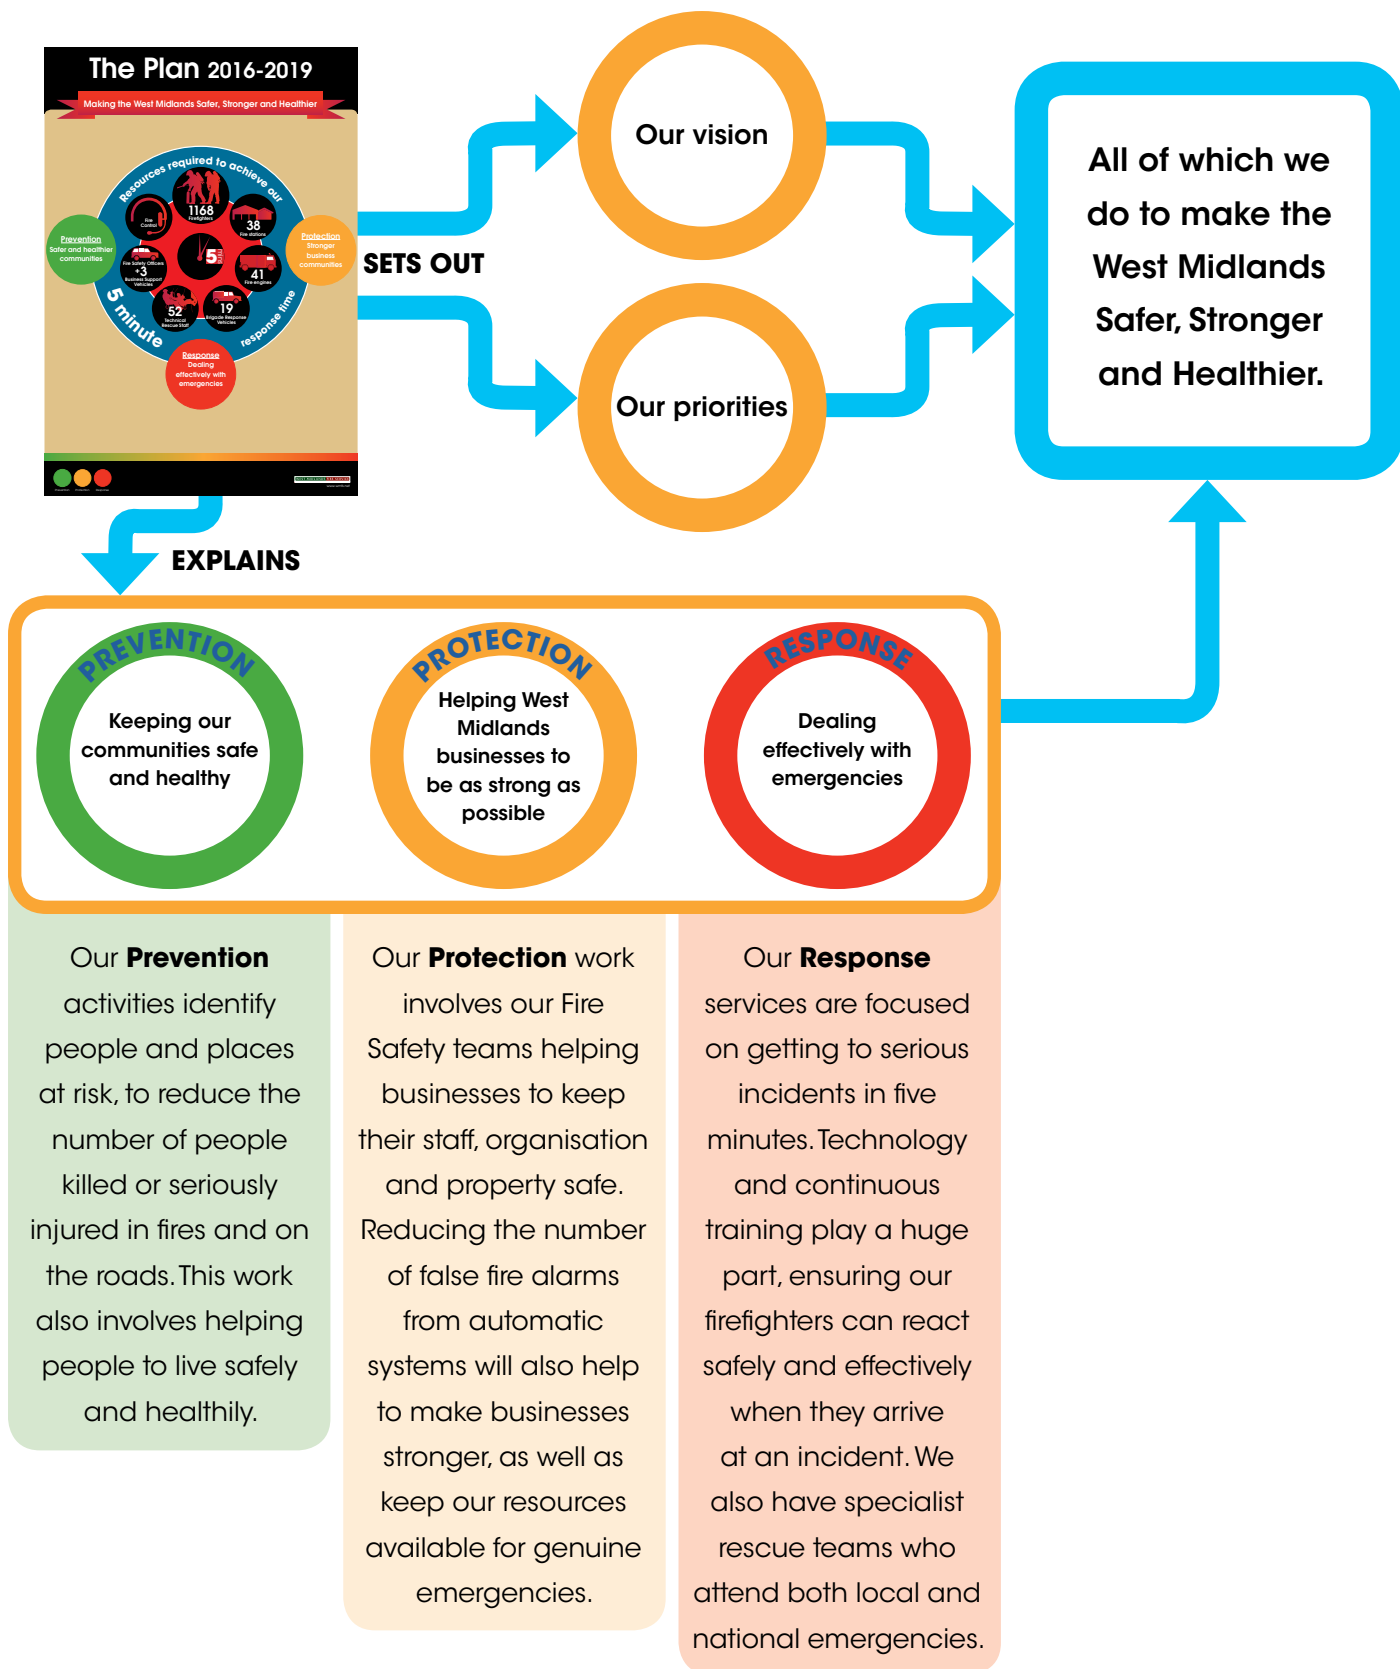 The Plan 2016-2019
Making the West Midlands Safer, Stronger and Healthier
Resources required to achieve our
5 minute
response time
1168
Firefighters
Fire
Control
38
Fire stations
5
Fire Safety Officers
+3
Business Support
Vehicles
41
Fire engines
52
Technical
Rescue Staff
19
Brigade Response
Vehicles
Prevention
Safer and healthier
communities
Protection
Stronger
business
communities
Response
Dealing
effectively with
emergencies
SETS OUT
Our vision
Our priorities
All of which we
do to make the
West Midlands
Safer, Stronger
and Healthier.
EXPLAINS
PREVENTION
Keeping our
communities safe
and healthy
PROTECTION
Helping West
Midlands
businesses to
be as strong as
possible
RESPONSE
Dealing
effectively with
emergencies
Our Prevention
activities identify
people and places
at risk, to reduce the
number of people
killed or seriously
injured in fires and on
the roads. This work
also involves helping
people to live safely
and healthily.
Our Protection work
involves our Fire
Safety teams helping
businesses to keep
their staff, organisation
and property safe.
Reducing the number
of false fire alarms
from automatic
systems will also help
to make businesses
stronger, as well as
keep our resources
available for genuine
emergencies.
Our Response
services are focused
on getting to serious
incidents in five
minutes. Technology
and continuous
training play a huge
part, ensuring our
firefighters can react
safely and effectively
when they arrive
at an incident. We
also have specialist
rescue teams who
attend both local and
national emergencies.